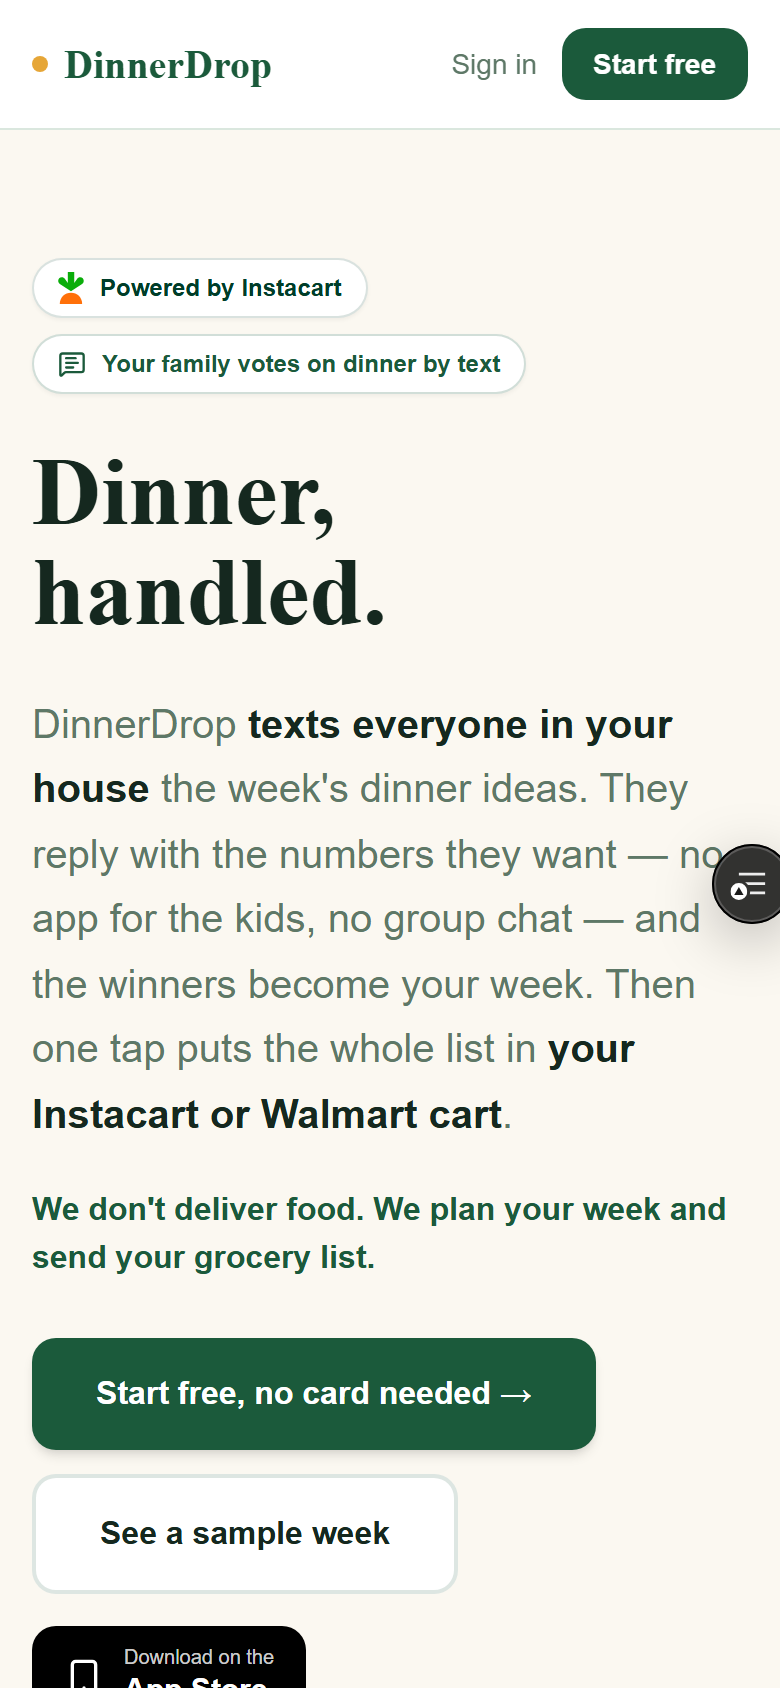 DinnerDrop
Sign in
Start free
Powered by Instacart
Your family votes on dinner by text
Dinner,
handled.
DinnerDrop texts everyone in your
house the week's dinner ideas. They
reply with the numbers they want — no
app for the kids, no group chat — and
the winners become your week. Then
one tap puts the whole list in your
Instacart or Walmart cart.
We don't deliver food. We plan your week and
send your grocery list.
Start free, no card needed →
See a sample week
Download on the
App Store